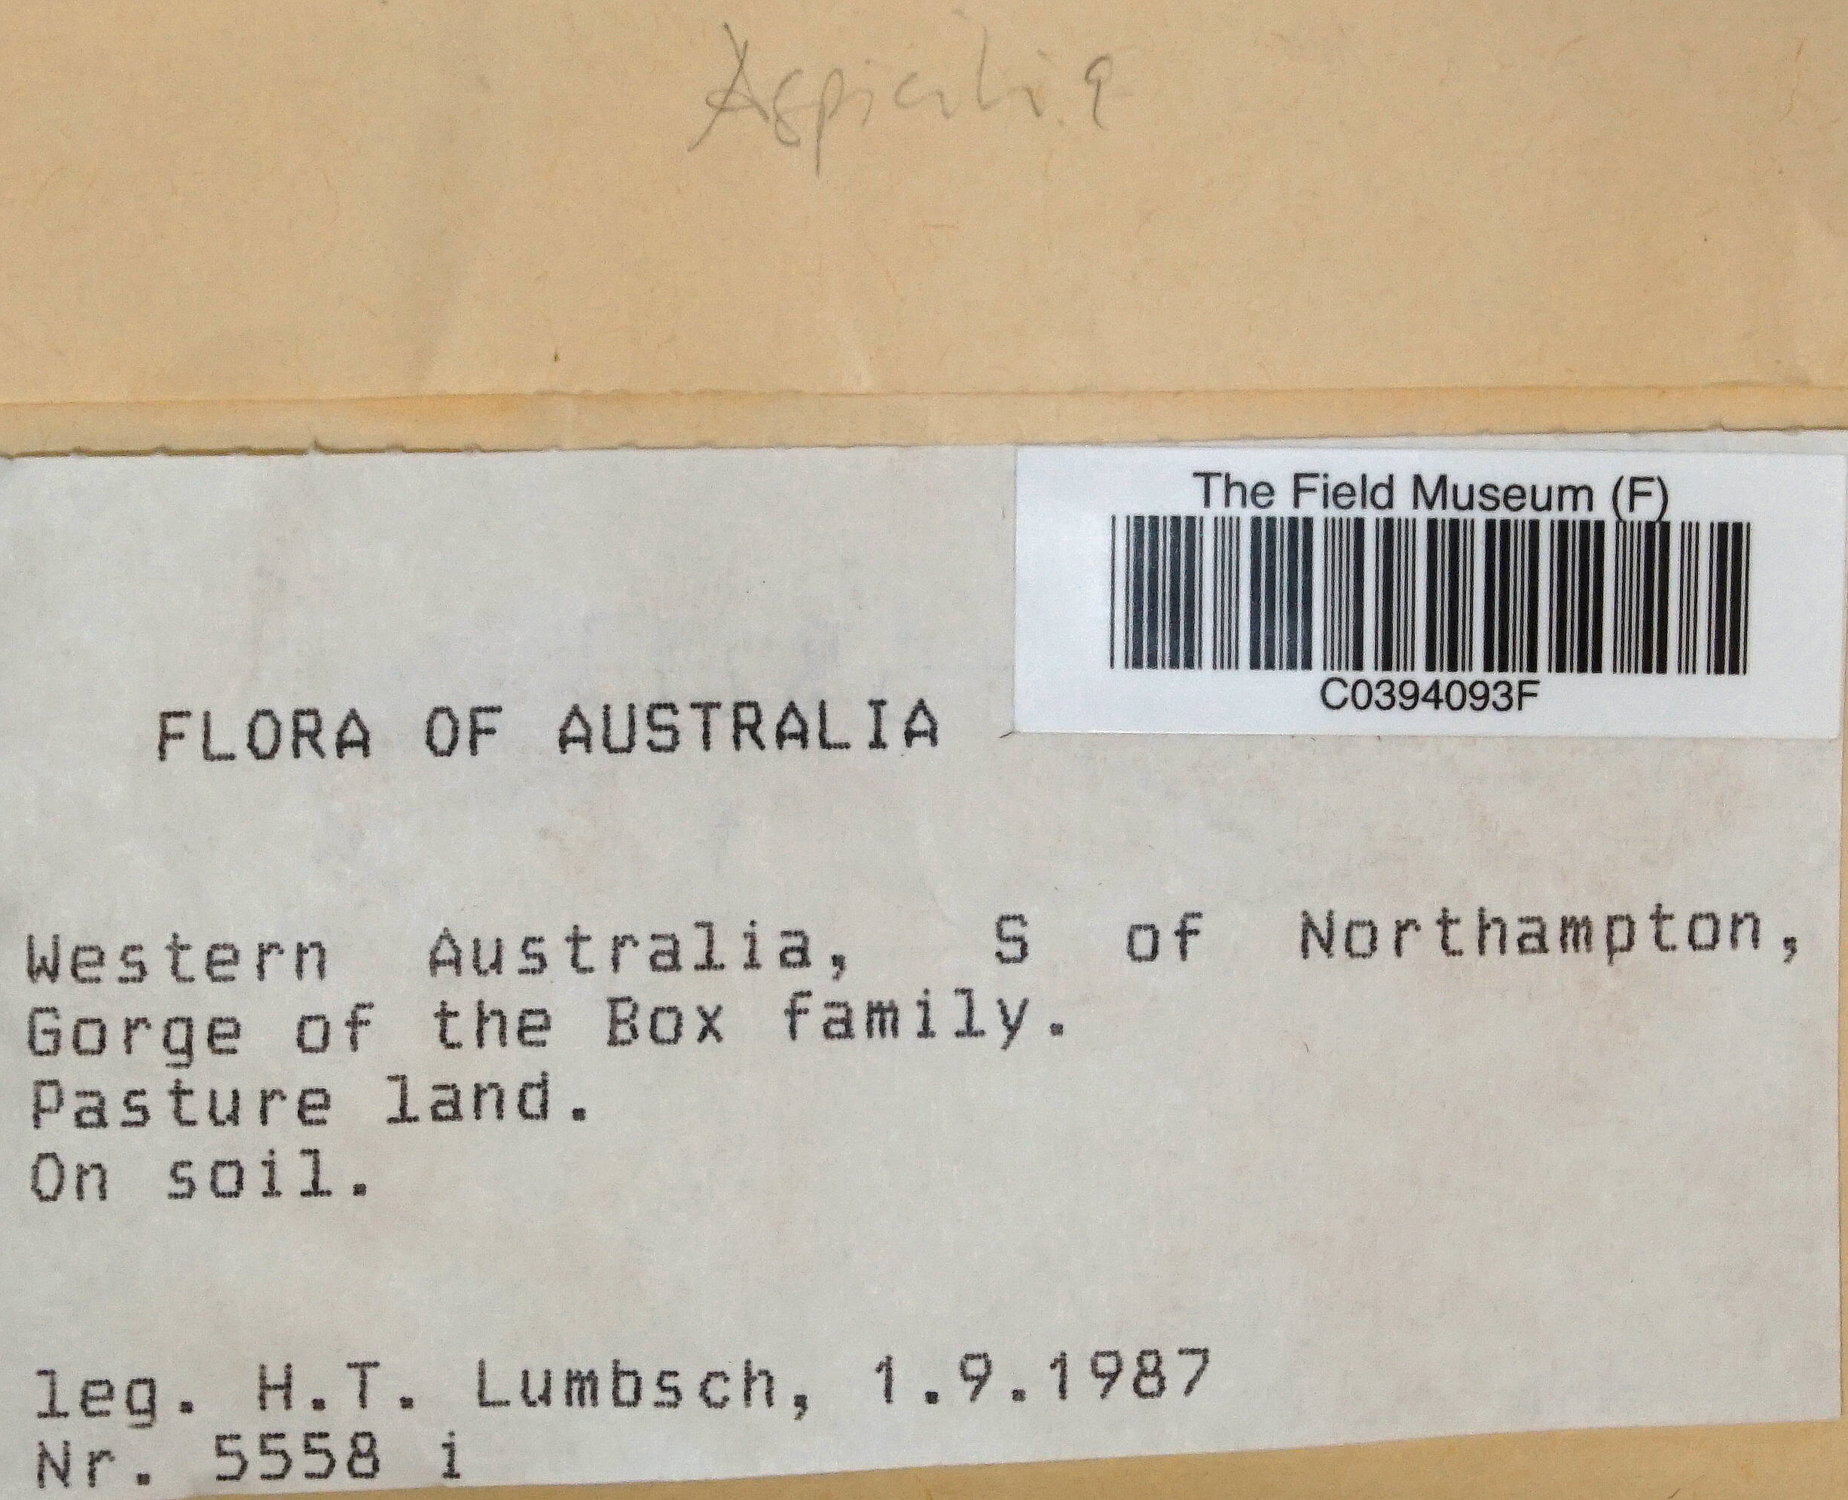 Aspicilia
The Field Museum (F)
C0394093F
FLORA OF AUSTRALIA
Western Australia, S of Northampton,
Gorge of the Box family.
Pasture land.
On soil.
leg. H.T. Lumbsch, 1.9.1987
Nr. 5558 i